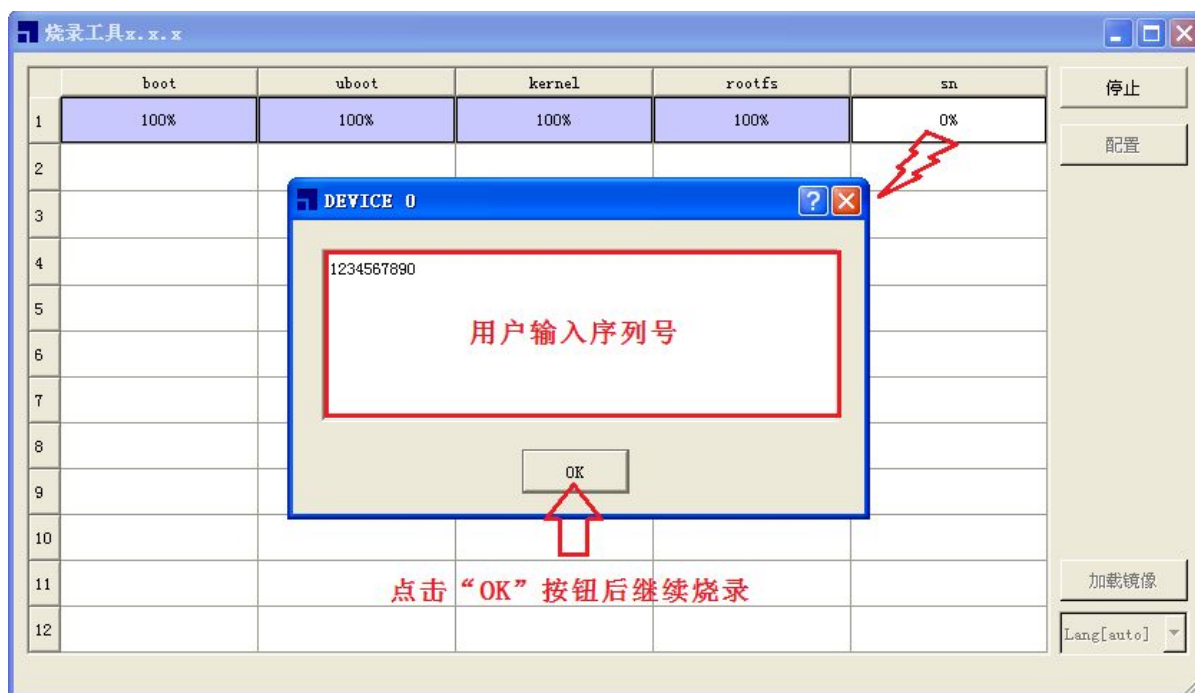 烧录工具x.x.x
boot uboot kernel rootfs sn
停止
1 100% 100% 100% 100% 0%
配置
2
DEVICE 0
3
4
1234567890
5
用户输入序列号
6
7
8
OK
9
10
11
点击“OK”按钮后继续烧录
加载镜像
12
Lang[auto]